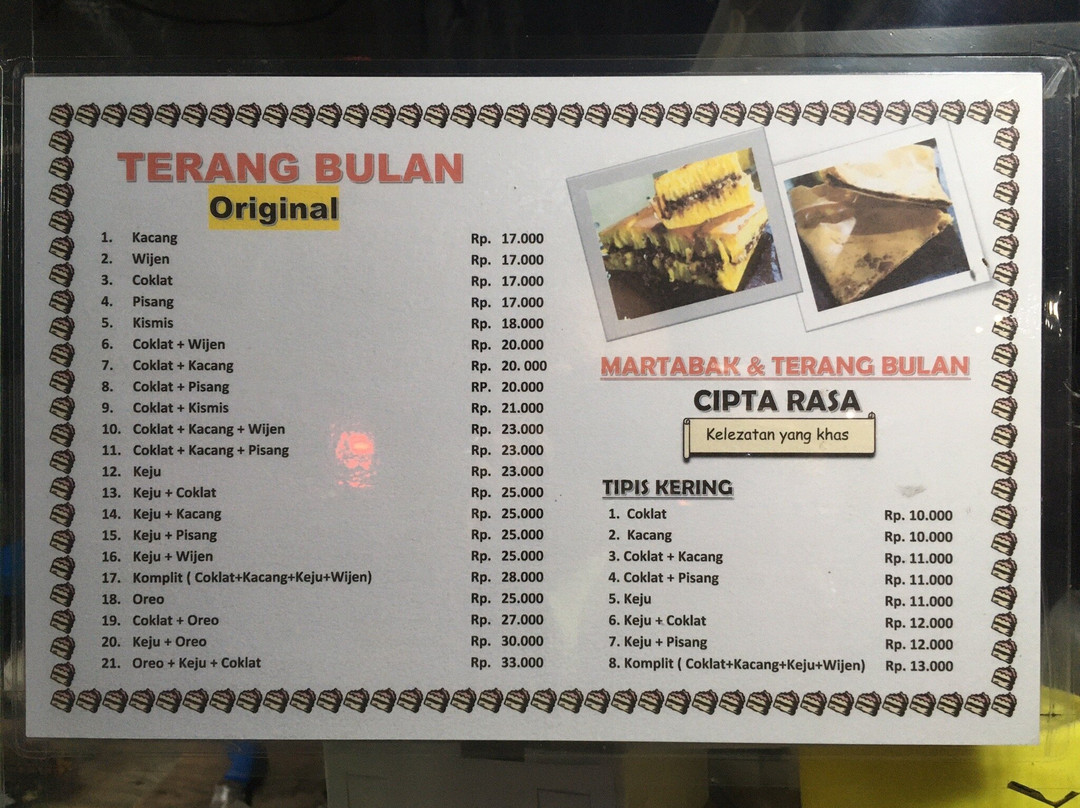 TERANG BULAN
Original
1. Kacang Rp. 17.000
2. Wijen Rp. 17.000
3. Coklat Rp. 17.000
4. Pisang Rp. 17.000
5. Kismis Rp. 18.000
6. Coklat + Wijen Rp. 20.000
7. Coklat + Kacang Rp. 20. 000
8. Coklat + Pisang RP. 20.000
9. Coklat + Kismis Rp. 21.000
10. Coklat + Kacang + Wijen Rp. 23.000
11. Coklat + Kacang + Pisang Rp. 23.000
12. Keju Rp. 23.000
13. Keju + Coklat Rp. 25.000
14. Keju + Kacang Rp. 25.000
15. Keju + Pisang Rp. 25.000
16. Keju + Wijen Rp. 25.000
17. Komplit ( Coklat+Kacang+Keju+Wijen) Rp. 28.000
18. Oreo Rp. 25.000
19. Coklat + Oreo Rp. 27.000
20. Keju + Oreo Rp. 30.000
21. Oreo + Keju + Coklat Rp. 33.000
MARTABAK & TERANG BULAN
CIPTA RASA
Kelezatan yang khas
TIPIS KERING
1. Coklat Rp. 10.000
2. Kacang Rp. 10.000
3. Coklat + Kacang Rp. 11.000
4. Coklat + Pisang Rp. 11.000
5. Keju Rp. 11.000
6. Keju + Coklat Rp. 12.000
7. Keju + Pisang Rp. 12.000
8. Komplit ( Coklat+Kacang+Keju+Wijen) Rp. 13.000